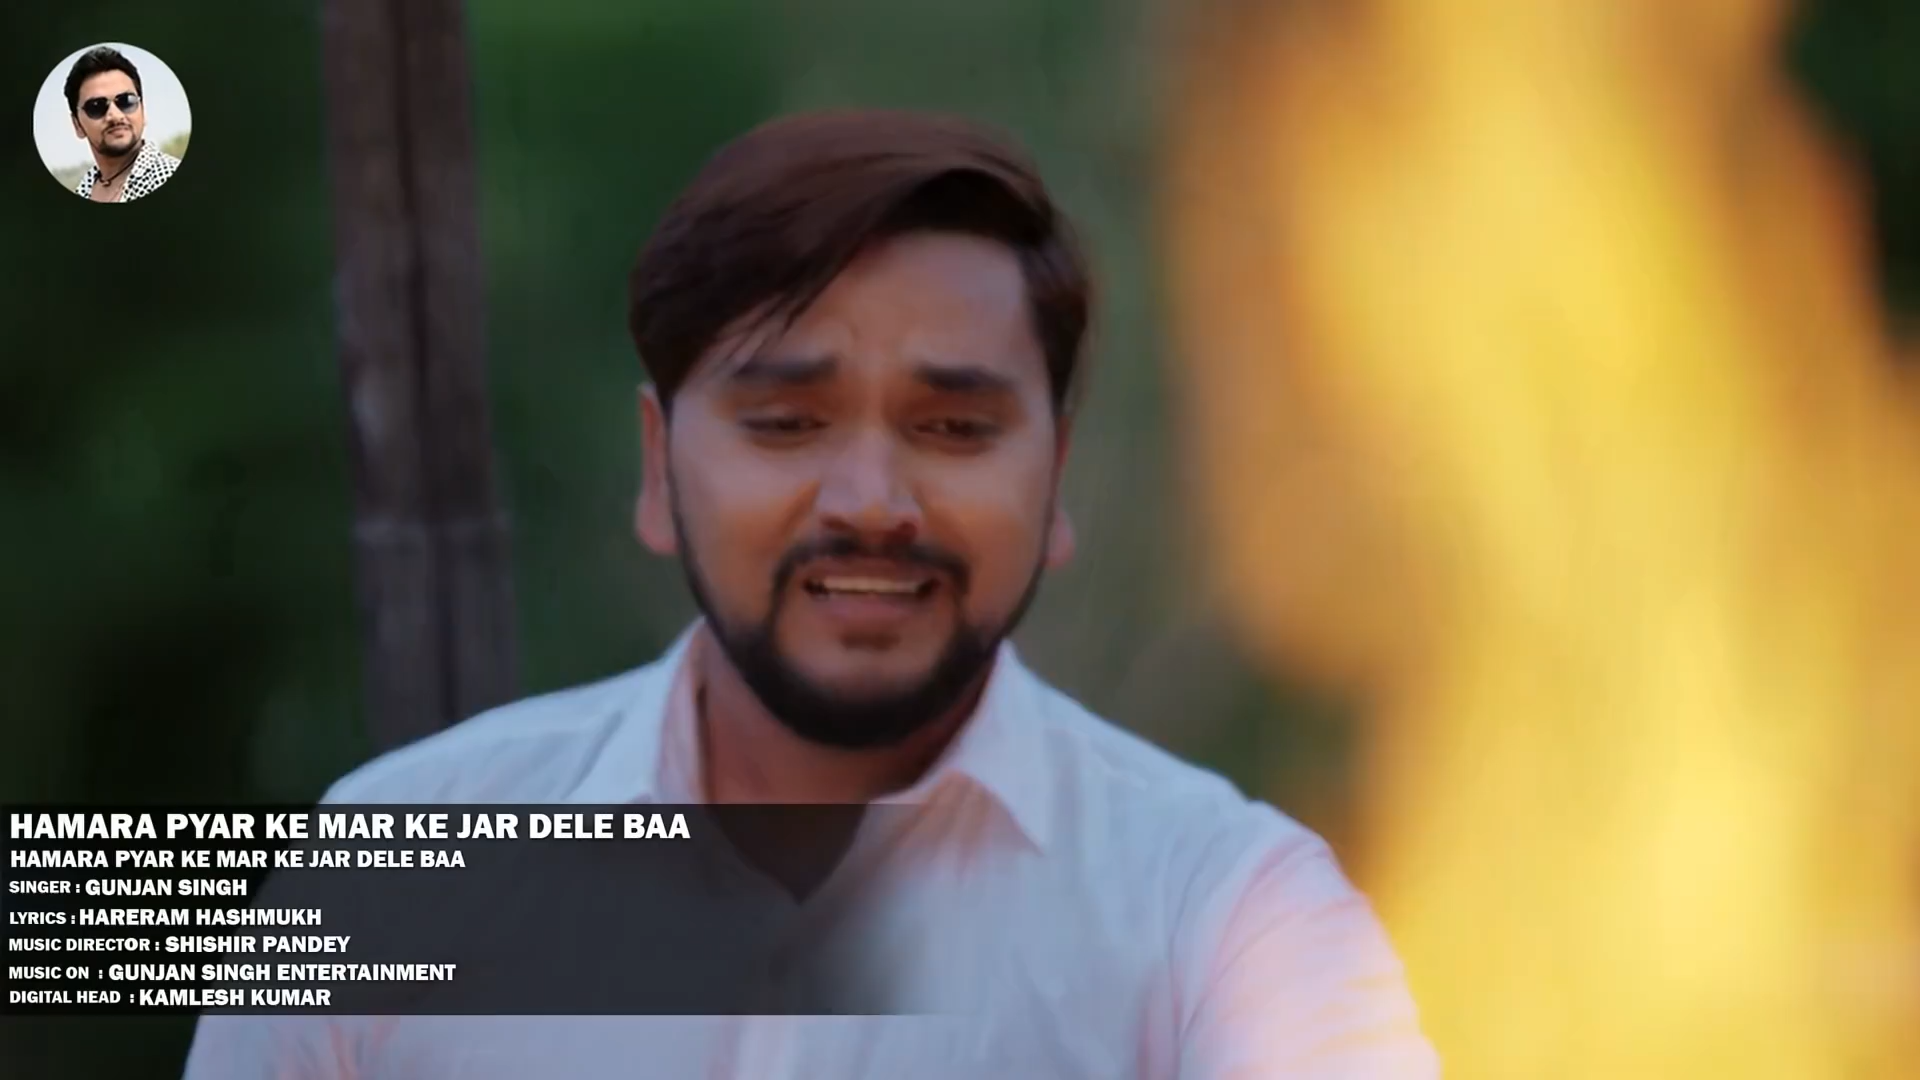 HAMARA PYAR KE MAR KE JAR DELE BAA
HAMARA PYAR KE MAR KE JAR DELE BAA
SINGER : GUNJAN SINGH
LYRICS : HARERAM HASHMUKH
MUSIC DIRECTOR : SHISHIR PANDEY
MUSIC ON : GUNJAN SINGH ENTERTAINMENT
DIGITAL HEAD : KAMLESH KUMAR